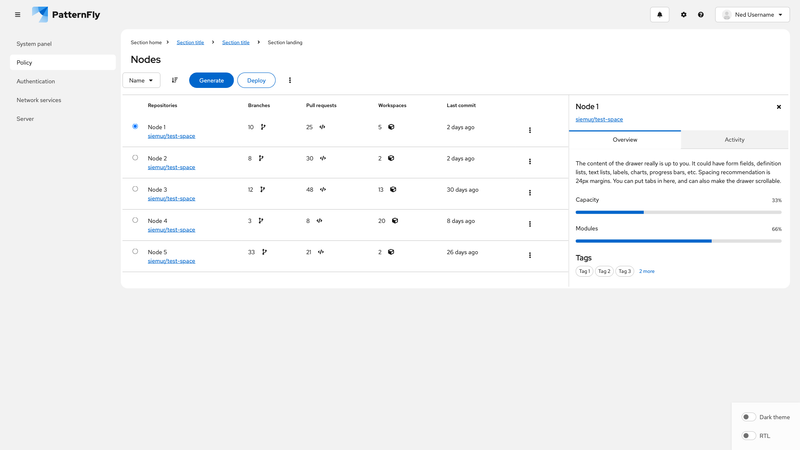 PatternFly
Ned Username
System panel
Policy
Authentication
Network services
Server
Section home
Section title
Section title
Section landing
Nodes
Name
Generate
Deploy
Repositories Branches Pull requests Workspaces Last commit
Node 1 10 25 5 2 days ago
siemur/test-space
Node 2 8 30 2 2 days ago
siemur/test-space
Node 3 12 48 13 30 days ago
siemur/test-space
Node 4 3 8 20 8 days ago
siemur/test-space
Node 5 33 21 2 26 days ago
siemur/test-space
Node 1
siemur/test-space
Overview Activity
The content of the drawer really is up to you. It could have form fields, definition
lists, text lists, labels, charts, progress bars, etc. Spacing recommendation is
24px margins. You can put tabs in here, and can also make the drawer scrollable.
Capacity 33%
Modules 66%
Tags
Tag 1 Tag 2 Tag 3 2 more
Dark theme
RTL